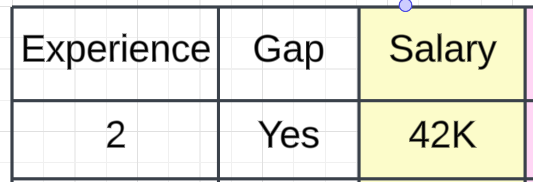 Experience Gap Salary
2 Yes 42K